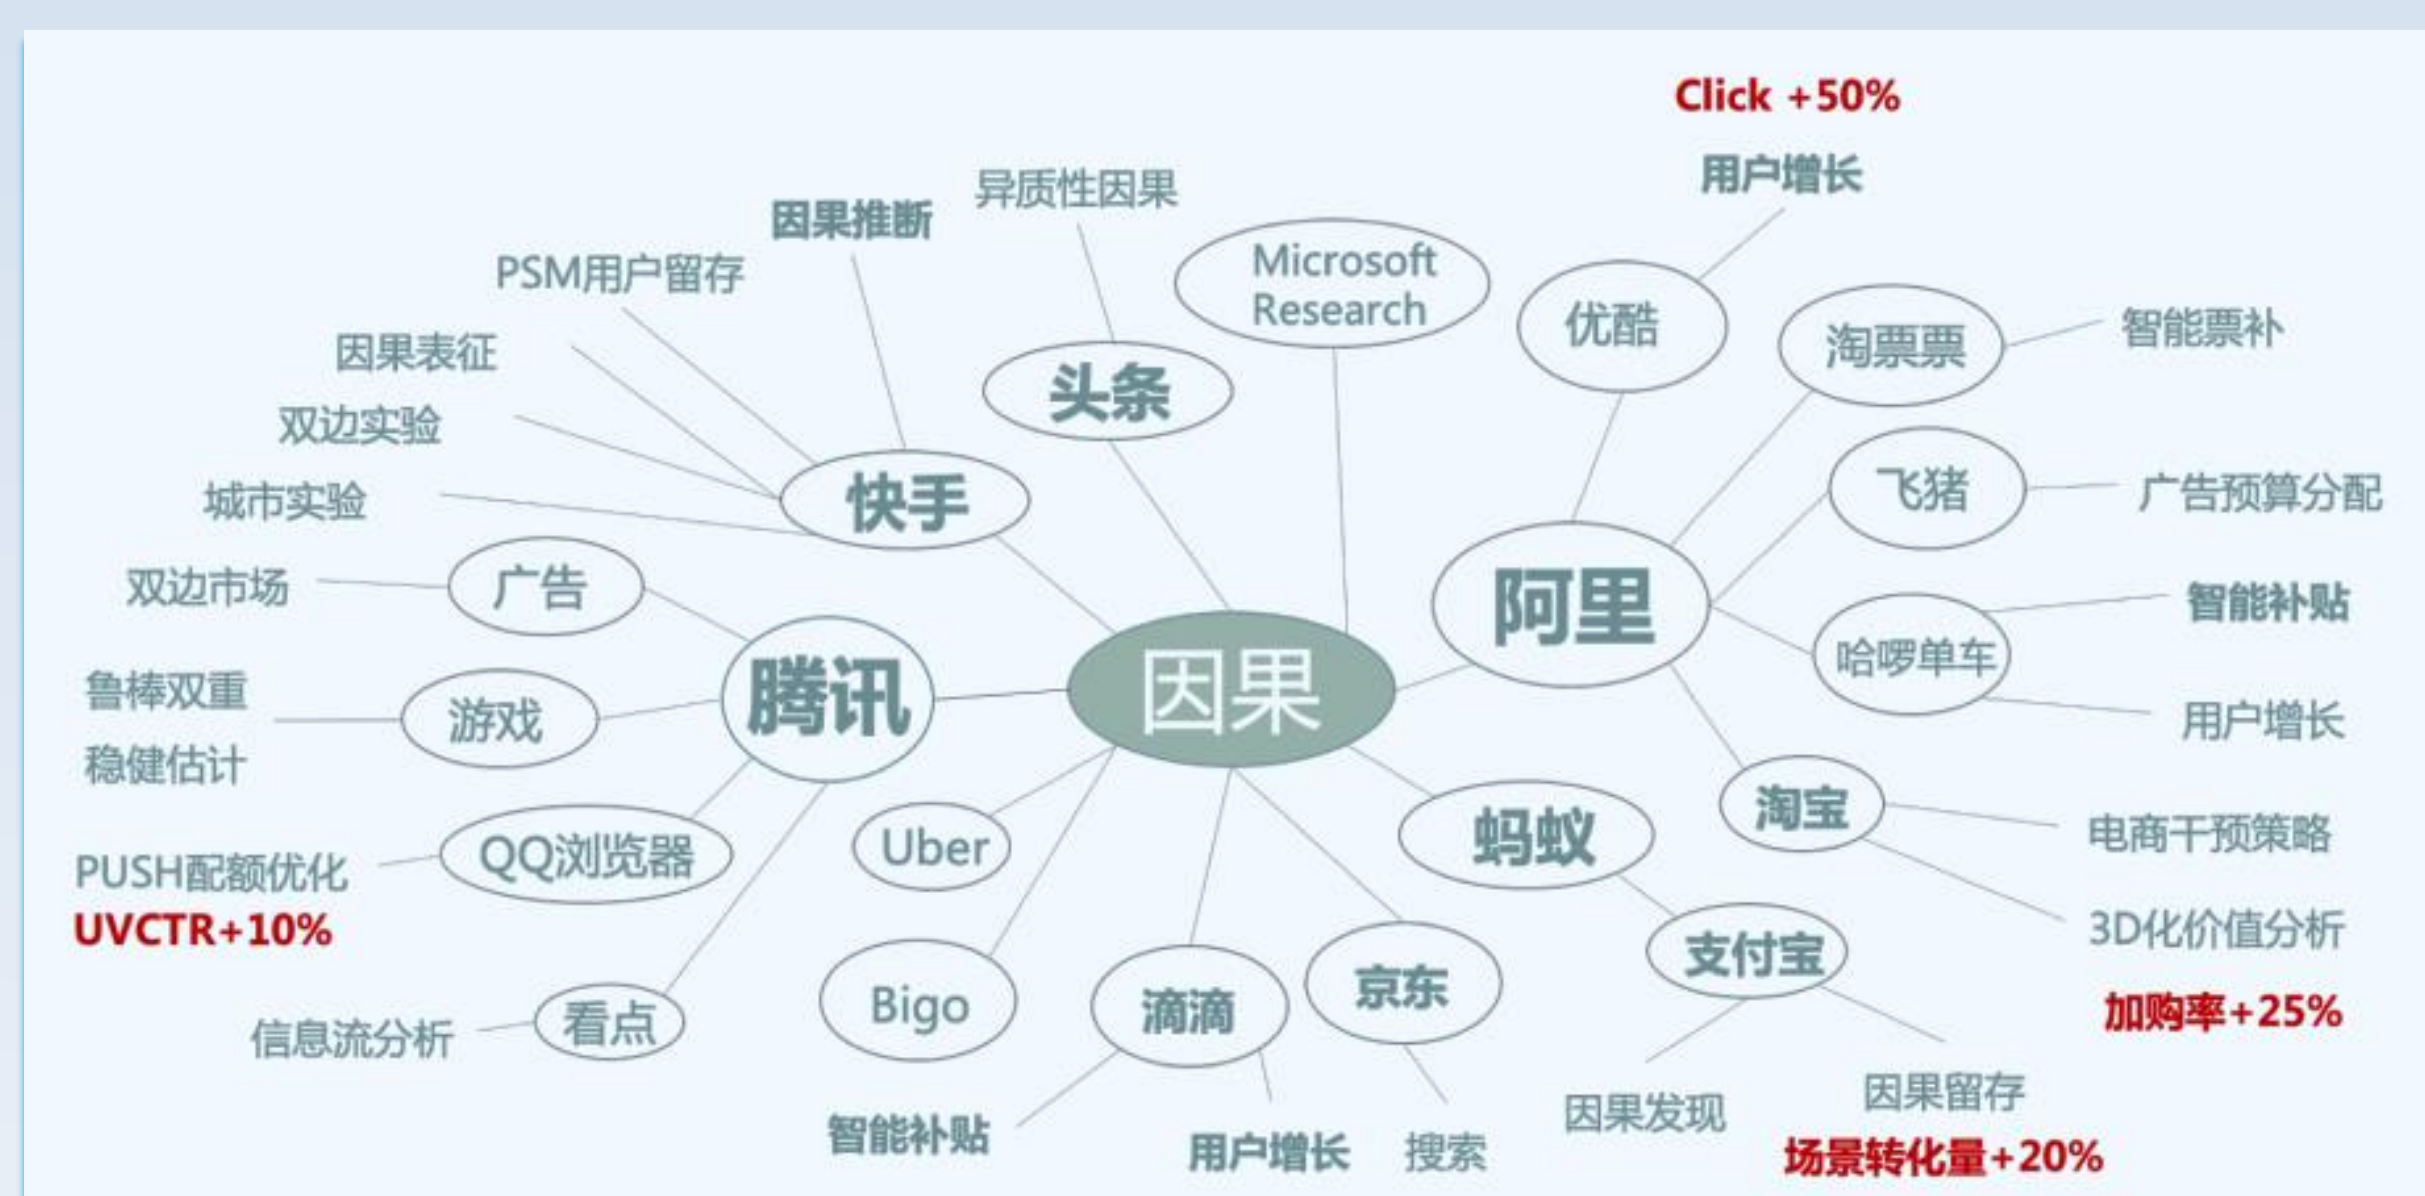 Click +50%
用户增长
异质性因果
因果推断
PSM用户留存
Microsoft
Research
优酷
淘票票
智能票补
因果表征
头条
双边实验
城市实验
快手
飞猪
广告预算分配
双边市场
广告
阿里
智能补贴
哈啰单车
用户增长
鲁棒双重
稳健估计
游戏
腾讯
因果
淘宝
电商干预策略
3D化价值分析
加购率+25%
PUSH配额优化
UVCTR+10%
QQ浏览器
Uber
蚂蚁
支付宝
信息流分析
看点
Bigo
滴滴
京东
智能补贴
用户增长
搜索
因果发现
因果留存
场景转化量+20%